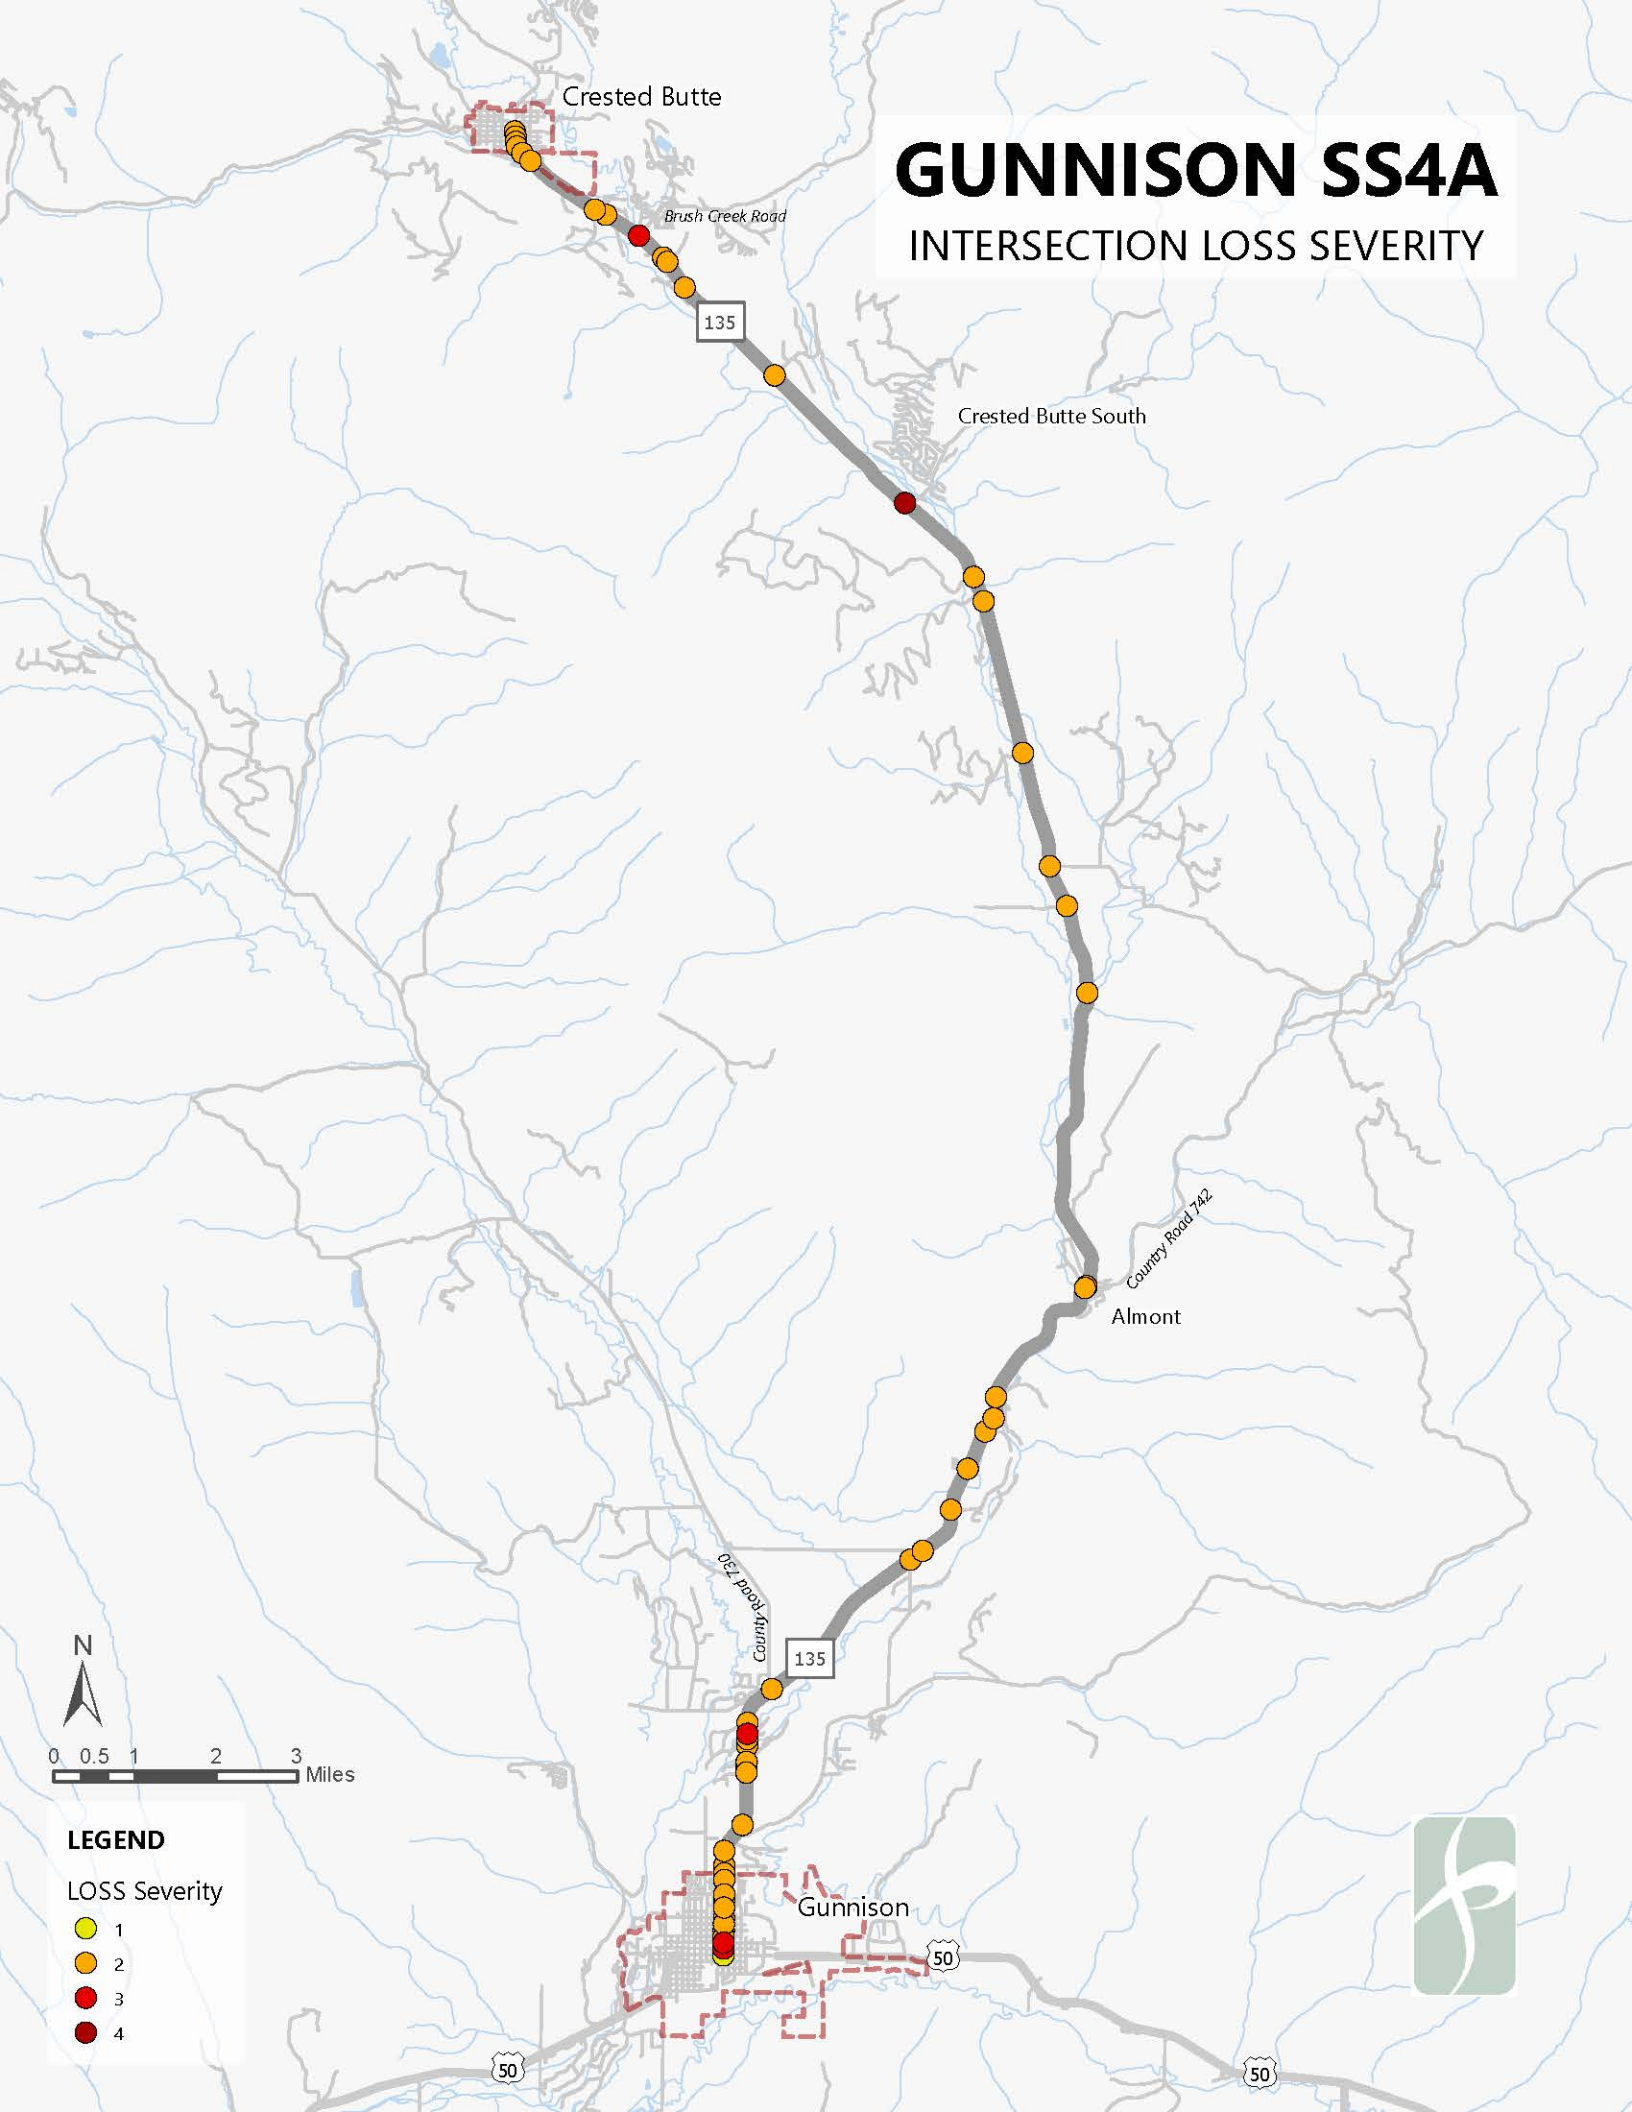 Crested Butte
GUNNISON SS4A
INTERSECTION LOSS SEVERITY
Brush Creek Road
135
Crested Butte South
Country Road 742
Almont
County Road 730
135
N
0 0.5 1 2 3
Miles
LEGEND
LOSS Severity
1
2
3
4
Gunnison
50
50
50